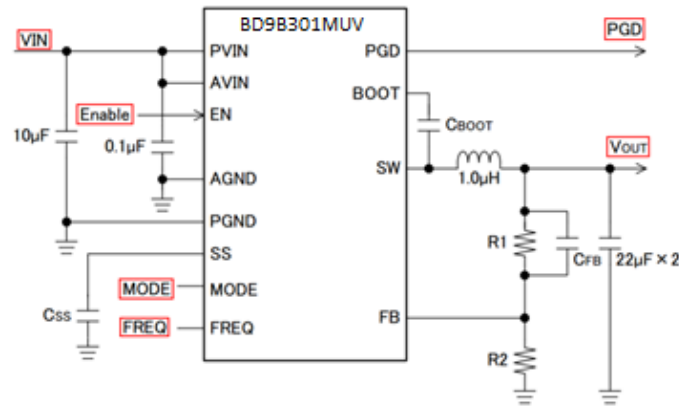 BD9B301MUV
VIN
PVIN
PGD
PGD
AVIN
BOOT
Enable
EN
CBOOT
10μF
0.1μF
VOUT
SW
1.0μH
AGND
PGND
R1
CFB
22μF×2
SS
MODE
MODE
CSS
FREQ
FREQ
FB
R2